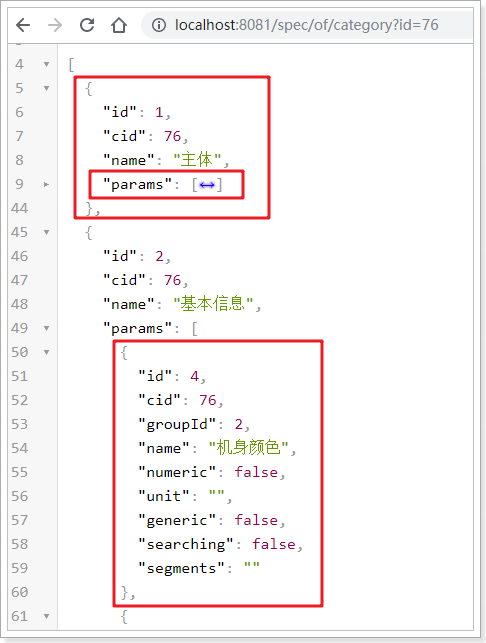 localhost:8081/spec/of/category?id=76
4 [
5 {
6 "id": 1,
7 "cid": 76,
8 "name": "主体",
9 "params": [↔]
44 },
45 {
46 "id": 2,
47 "cid": 76,
48 "name": "基本信息",
49 "params": [
50 {
51 "id": 4,
52 "cid": 76,
53 "groupId": 2,
54 "name": "机身颜色",
55 "numeric": false,
56 "unit": "",
57 "generic": false,
58 "searching": false,
59 "segments": ""
60 },
61 {